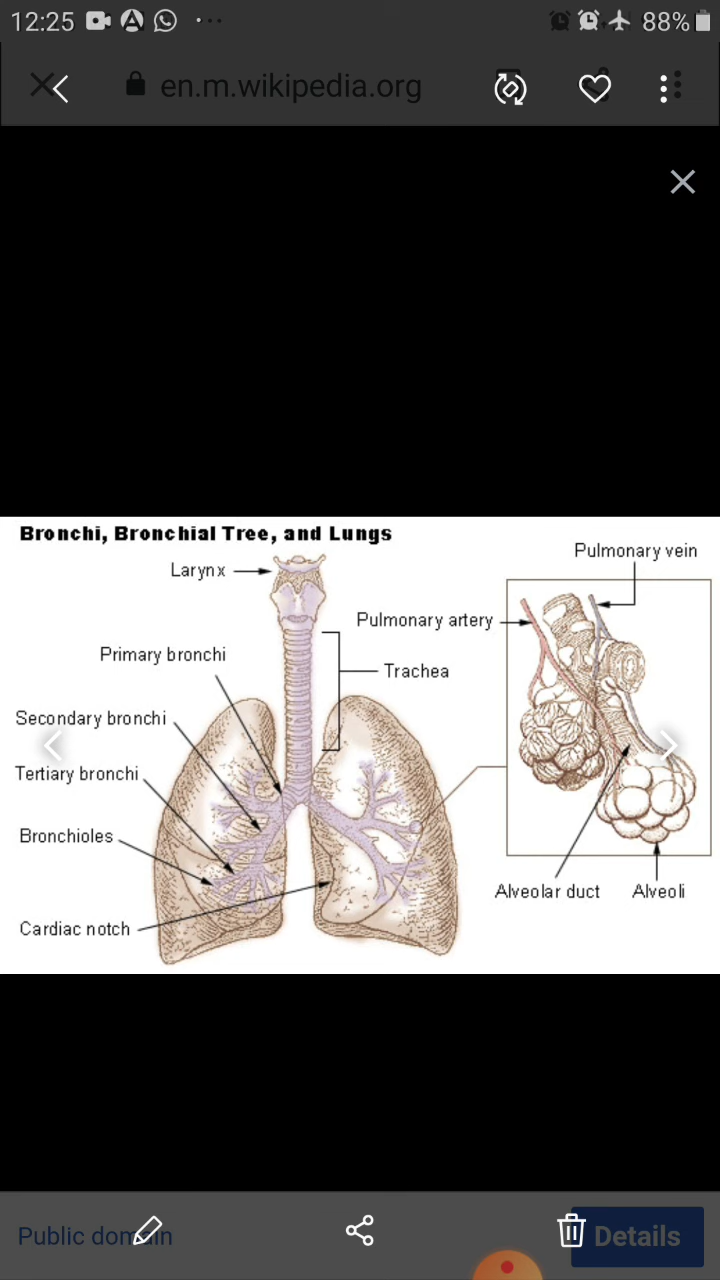 12:25
88%
en.m.wikipedia.org
Bronchi, Bronchial Tree, and Lungs
Pulmonary vein
Larynx
Pulmonary artery
Primary bronchi
Trachea
Secondary bronchi
Tertiary bronchi
Bronchioles
Alveolar duct
Alveoli
Cardiac notch
Public domain
Details